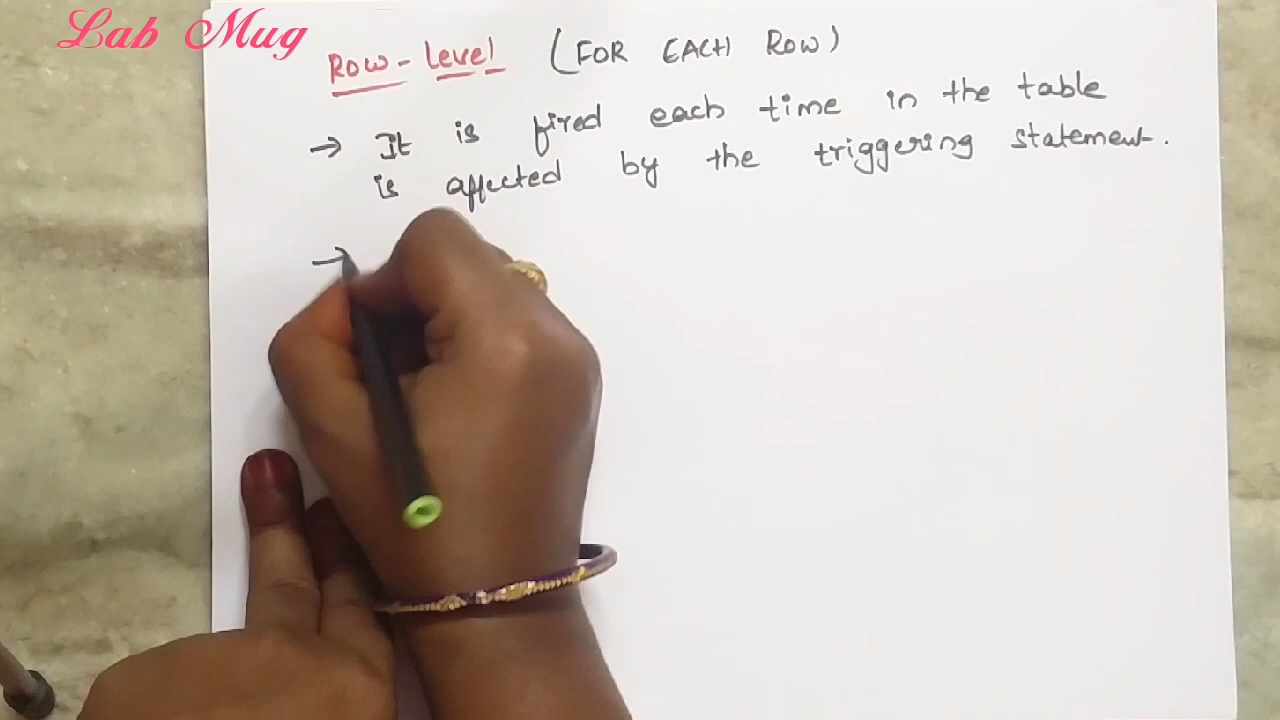 Lab Mug
Row-Level (FOR EACH ROW)
→ It is fired each time in the table
is affected by the triggering statement.
→